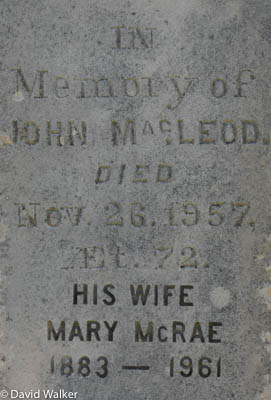 IN
Memory of
JOHN MacLEOD.
DIED
Nov. 26. 1957.
Æt. 72.
HIS WIFE
MARY McRAE
1883 — 1961
© David Walker